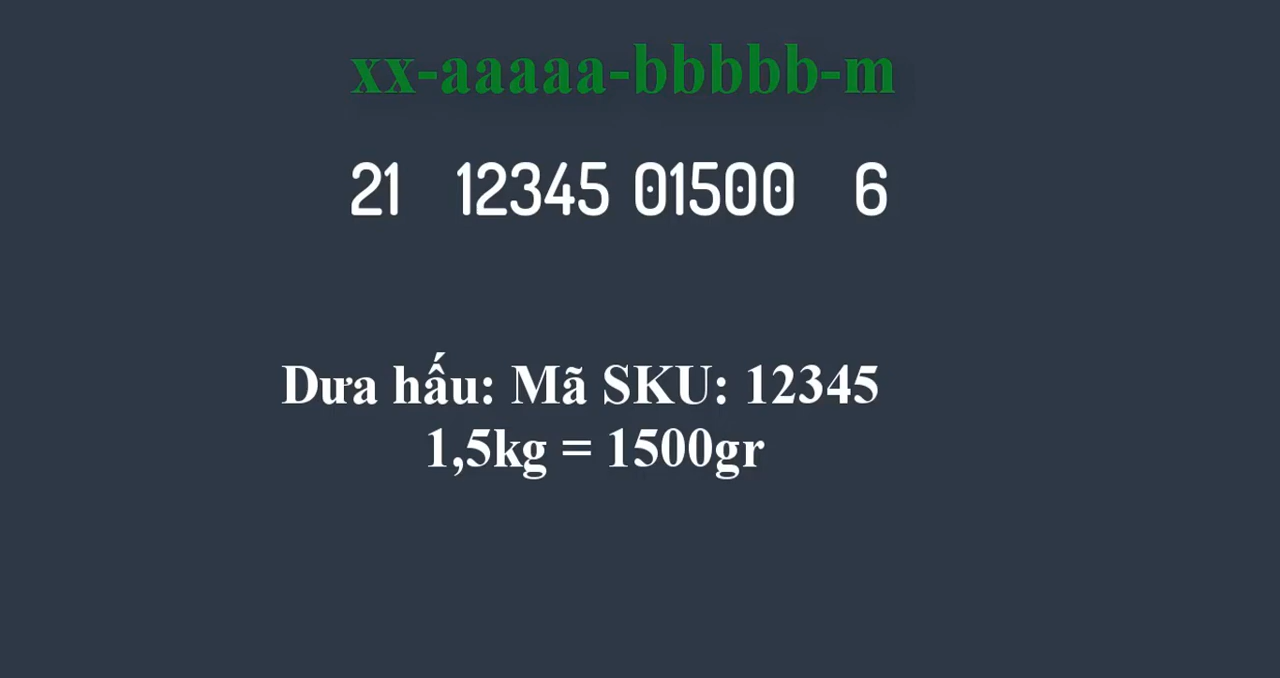 xx-aaaaa-bbbbb-m
21 12345 01500 6
Dưa hấu: Mã SKU: 12345
1,5kg = 1500gr